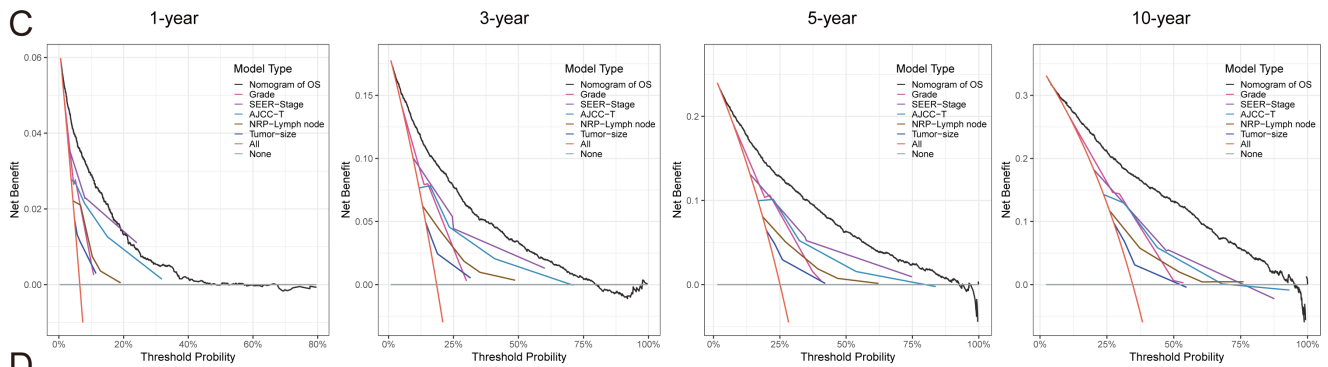 C
1-year
3-year
5-year
10-year
Net Benefit
0.06
0.04
0.02
0.00
0% 20% 40% 60% 80%
Threshold Probility
Model Type
Nomogram of OS
Grade
SEER−Stage
AJCC−T
NRP−Lymph node
Tumor−size
All
None
Net Benefit
0.15
0.10
0.05
0.00
0% 25% 50% 75% 100%
Threshold Probility
Model Type
Nomogram of OS
Grade
SEER−Stage
AJCC−T
NRP−Lymph node
Tumor−size
All
None
Net Benefit
0.2
0.1
0.0
0% 25% 50% 75% 100%
Threshold Probility
Model Type
Nomogram of OS
Grade
SEER−Stage
AJCC−T
NRP−Lymph node
Tumor−size
All
None
Net Benefit
0.3
0.2
0.1
0.0
0% 25% 50% 75% 100%
Threshold Probility
Model Type
Nomogram of OS
Grade
SEER−Stage
AJCC−T
NRP−Lymph node
Tumor−size
All
None